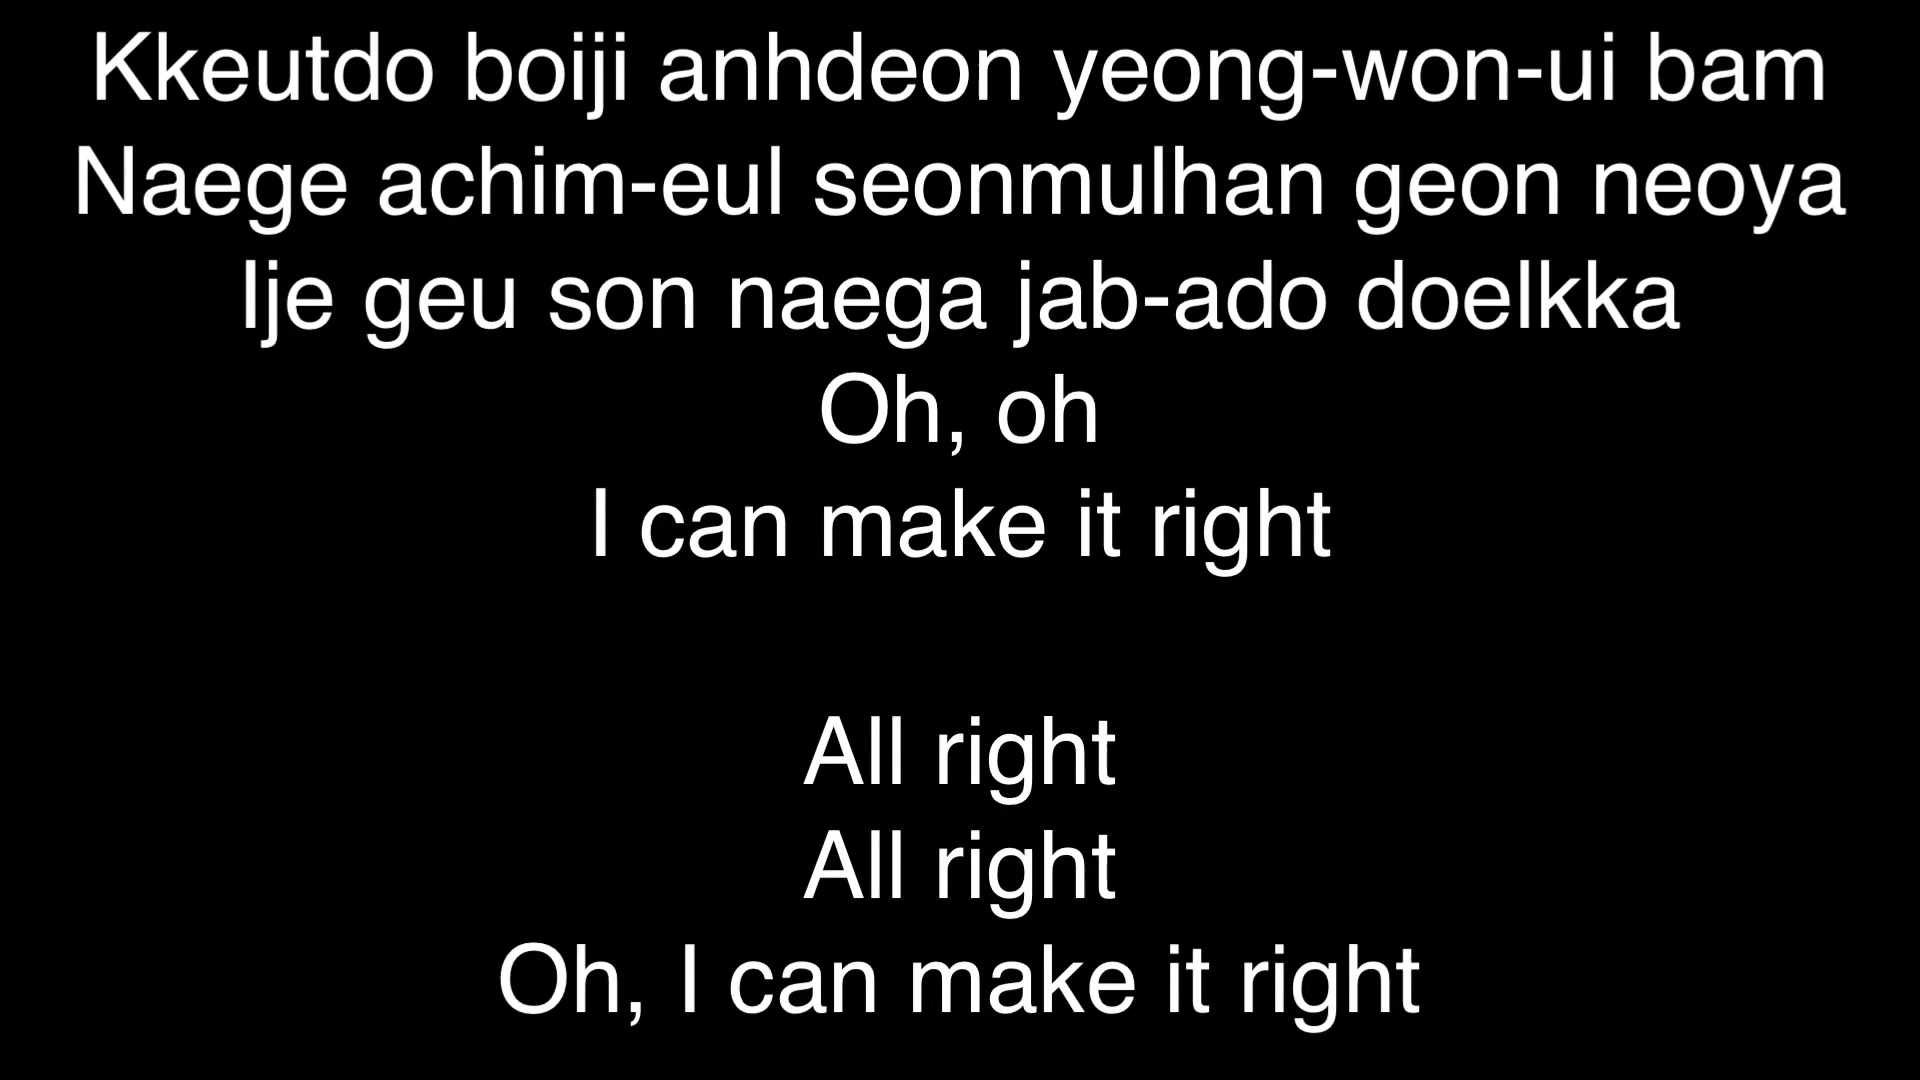 Kkeutdo boiji anhdeon yeong-won-ui bam
Naege achim-eul seonmulhan geon neoya
Ije geu son naega jab-ado doelkka
Oh, oh
I can make it right
All right
All right
Oh, I can make it right